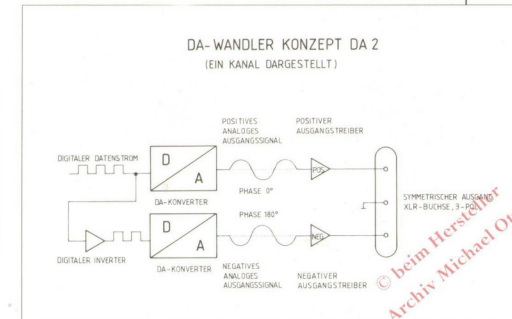 DA-WANDLER KONZEPT DA 2
(EIN KANAL DARGESTELLT)
POSITIVES
ANALOGES
AUSGANGSSIGNAL
POSITIVER
AUSGANGSTREIBER
DIGITALER DATENSTROM
D
A
POS
DA-KONVERTER
PHASE 0°
SYMMETRISCHER AUSGANG
XLR-BUCHSE, 3-POL
PHASE 180°
D
A
NEG
DIGITALER INVERTER
DA-KONVERTER
NEGATIVES
ANALOGES
AUSGANGSSIGNAL
NEGATIVER
AUSGANGSTREIBER
© beim Hersteller
Archiv Michael